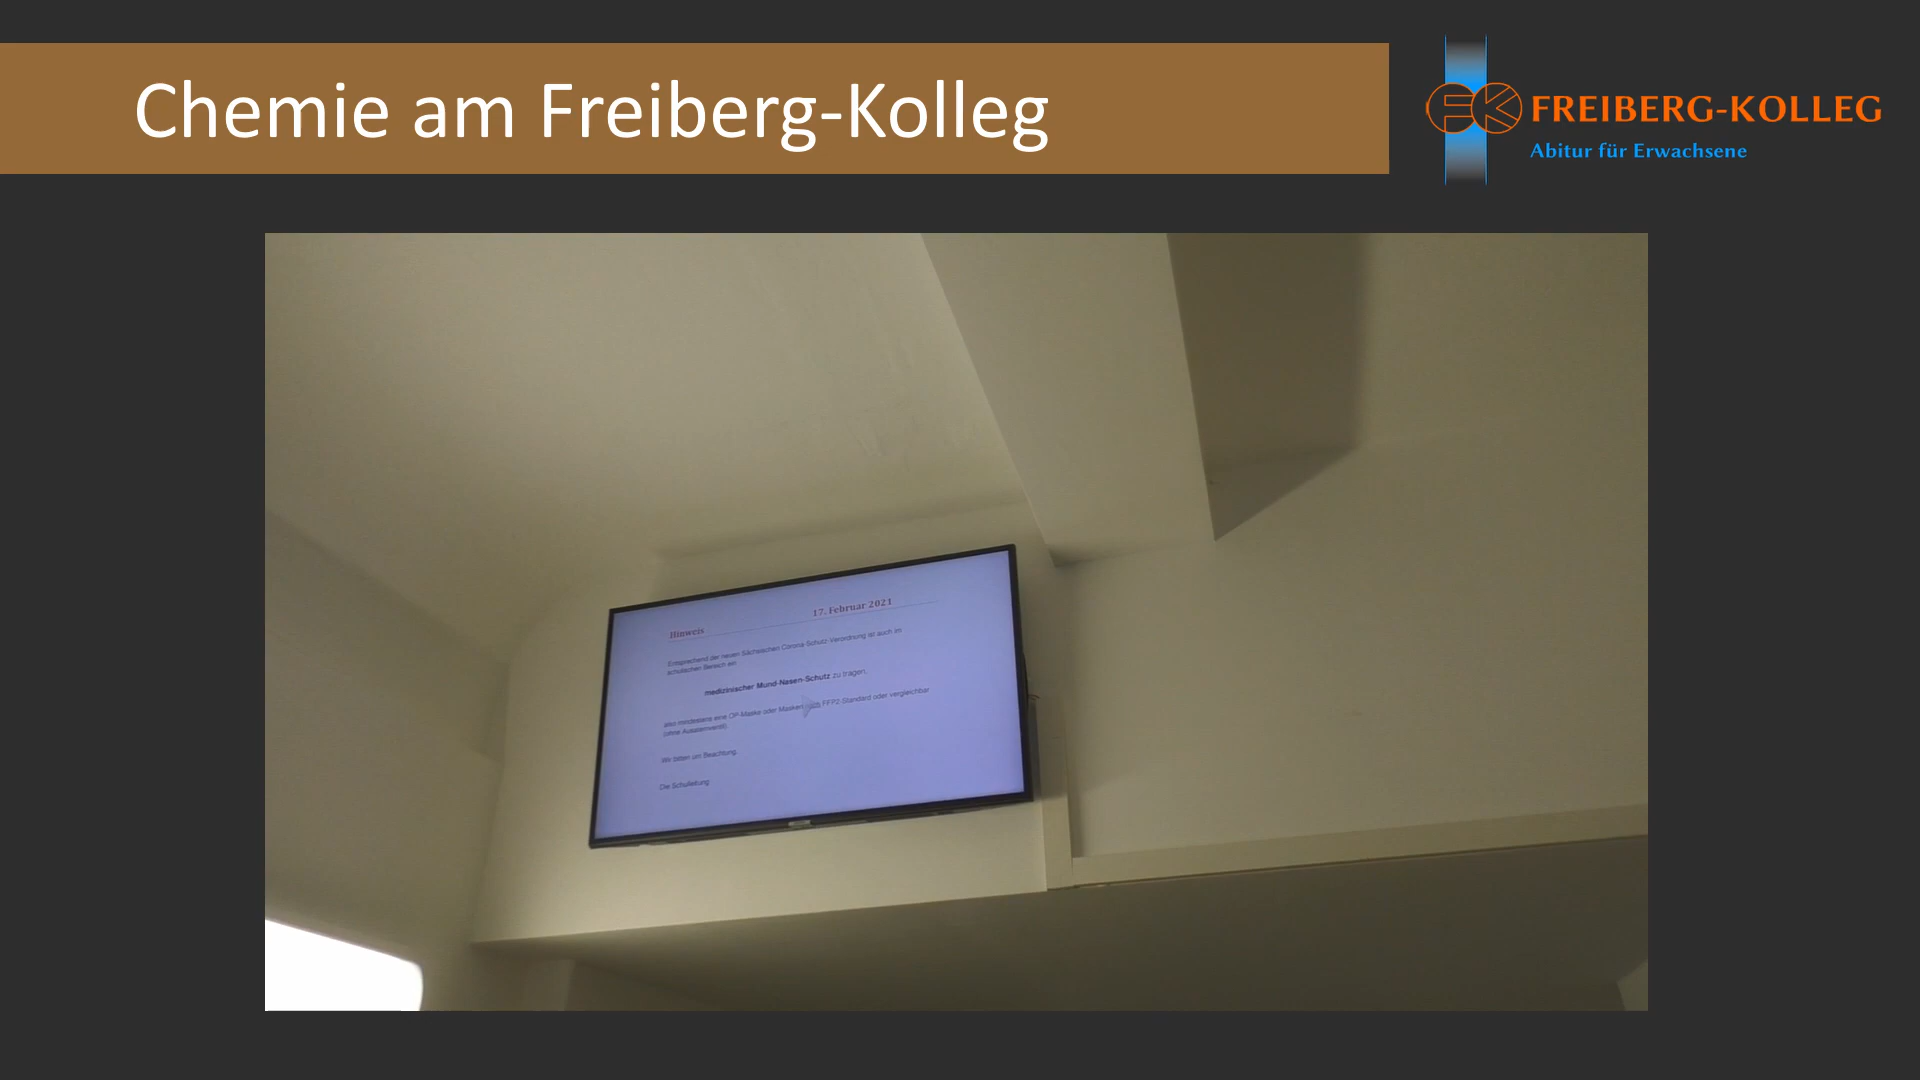 Chemie am Freiberg-Kolleg
FK FREIBERG-KOLLEG
Abitur für Erwachsene
Hinweis 17. Februar 2021
Entsprechend der neuen Sächsischen Corona-Schutz-Verordnung ist auch im
schulischen Bereich ein
medizinischer Mund-Nasen-Schutz zu tragen,
also mindestens eine OP-Maske oder Masken FFP2-Standard oder vergleichbar
(ohne Ausatemventil).
Wir bitten um Beachtung.
Die Schulleitung